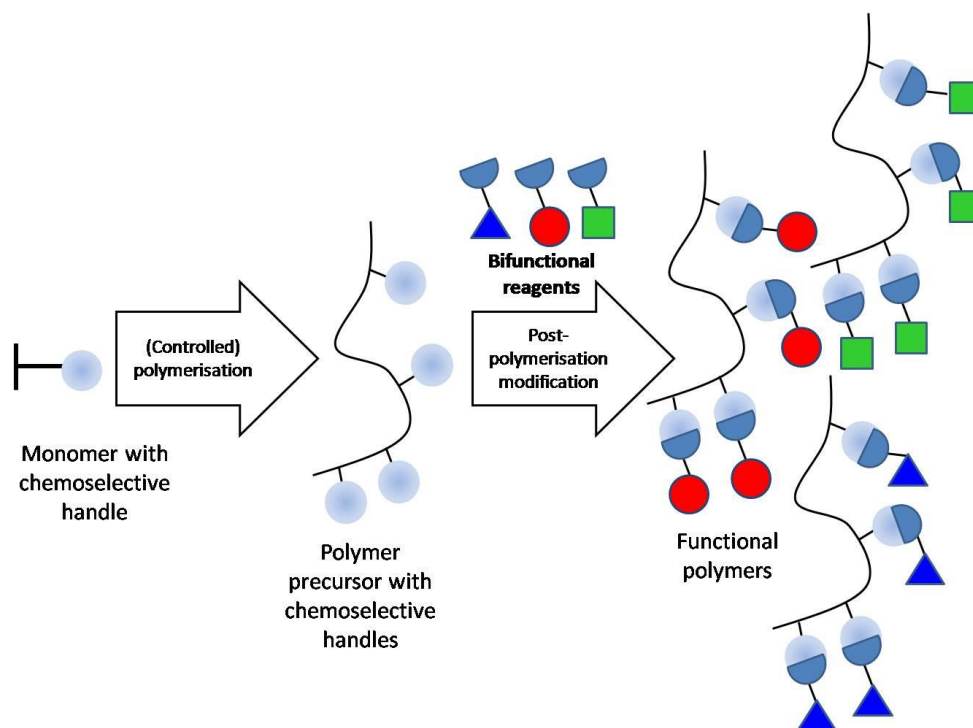 Monomer with
chemoselective
handle
(Controlled)
polymerisation
Polymer
precursor with
chemoselective
handles
Bifunctional
reagents
Post-
polymerisation
modification
Functional
polymers